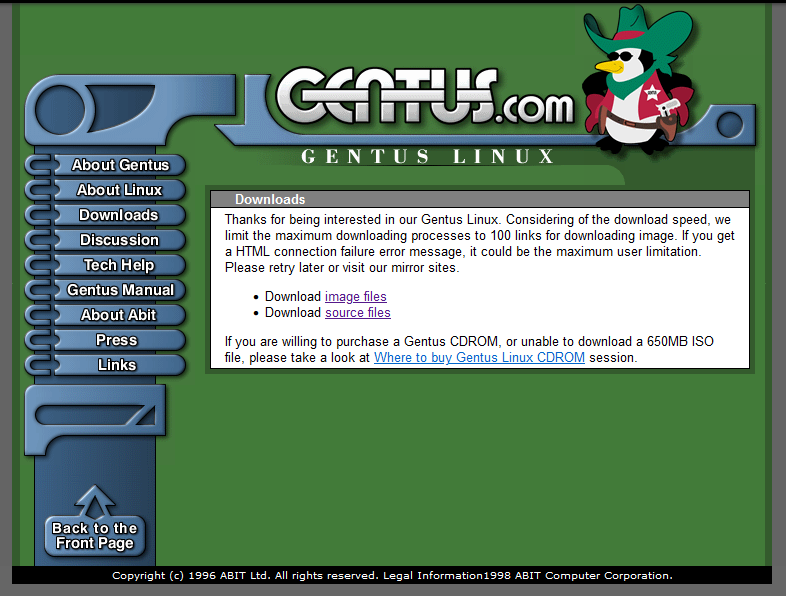 GENTUS.com
GENTUS LINUX
About Gentus
About Linux
Downloads
Discussion
Tech Help
Gentus Manual
About Abit
Press
Links
Back to the
Front Page
Downloads
Thanks for being interested in our Gentus Linux. Considering of the download speed, we
limit the maximum downloading processes to 100 links for downloading image. If you get
a HTML connection failure error message, it could be the maximum user limitation.
Please retry later or visit our mirror sites.
Download image files
Download source files
If you are willing to purchase a Gentus CDROM, or unable to download a 650MB ISO
file, please take a look at Where to buy Gentus Linux CDROM session.
Copyright (c) 1996 ABIT Ltd. All rights reserved. Legal Information1998 ABIT Computer Corporation.